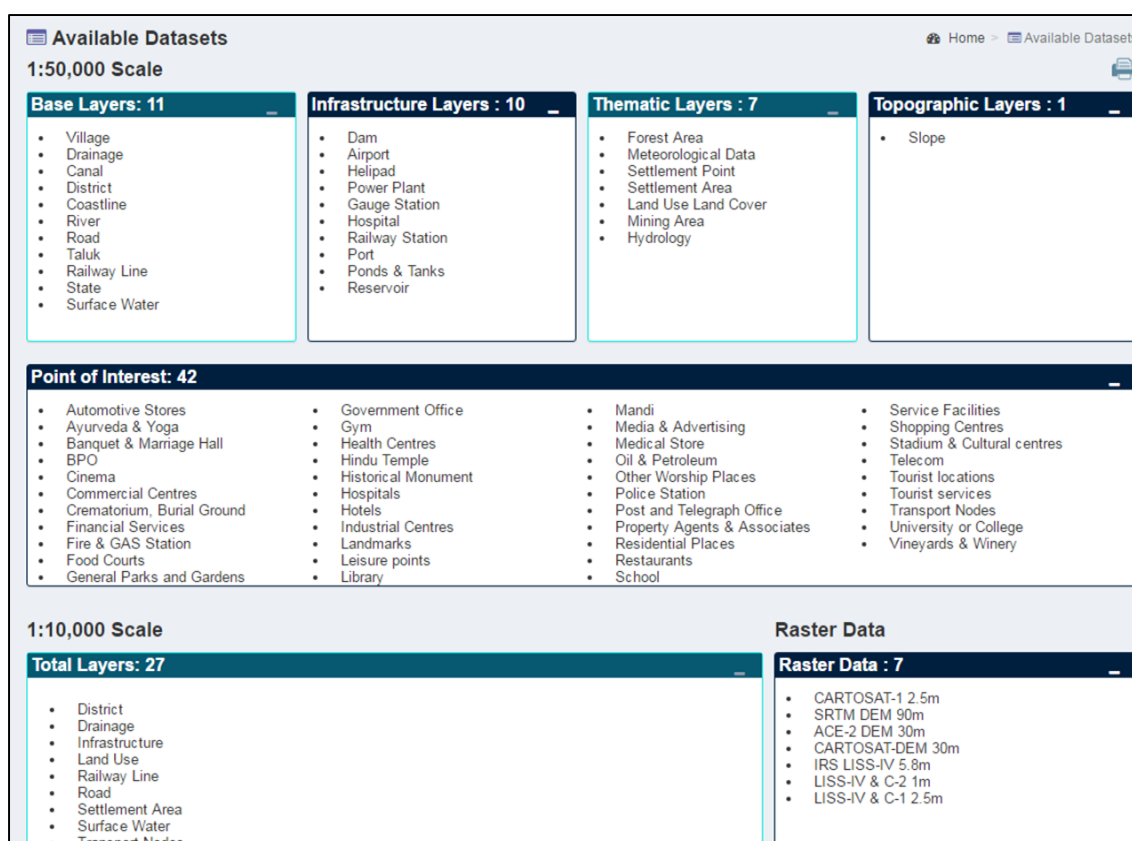 Available Datasets
Home > Available Datasets
1:50,000 Scale
Base Layers: 11
Village
Drainage
Canal
District
Coastline
River
Road
Taluk
Railway Line
State
Surface Water
Infrastructure Layers : 10
Dam
Airport
Helipad
Power Plant
Gauge Station
Hospital
Railway Station
Port
Ponds & Tanks
Reservoir
Thematic Layers : 7
Forest Area
Meteorological Data
Settlement Point
Settlement Area
Land Use Land Cover
Mining Area
Hydrology
Topographic Layers : 1
Slope
Point of Interest: 42
Automotive Stores
Ayurveda & Yoga
Banquet & Marriage Hall
BPO
Cinema
Commercial Centres
Crematorium, Burial Ground
Financial Services
Fire & GAS Station
Food Courts
General Parks and Gardens
Government Office
Gym
Health Centres
Hindu Temple
Historical Monument
Hospitals
Hotels
Industrial Centres
Landmarks
Leisure points
Library
Mandi
Media & Advertising
Medical Store
Oil & Petroleum
Other Worship Places
Police Station
Post and Telegraph Office
Property Agents & Associates
Residential Places
Restaurants
School
Service Facilities
Shopping Centres
Stadium & Cultural centres
Telecom
Tourist locations
Tourist services
Transport Nodes
University or College
Vineyards & Winery
1:10,000 Scale
Total Layers: 27
District
Drainage
Infrastructure
Land Use
Railway Line
Road
Settlement Area
Surface Water
Transport Nodes
Raster Data
Raster Data : 7
CARTOSAT-1 2.5m
SRTM DEM 90m
ACE-2 DEM 30m
CARTOSAT-DEM 30m
IRS LISS-IV 5.8m
LISS-IV & C-2 1m
LISS-IV & C-1 2.5m